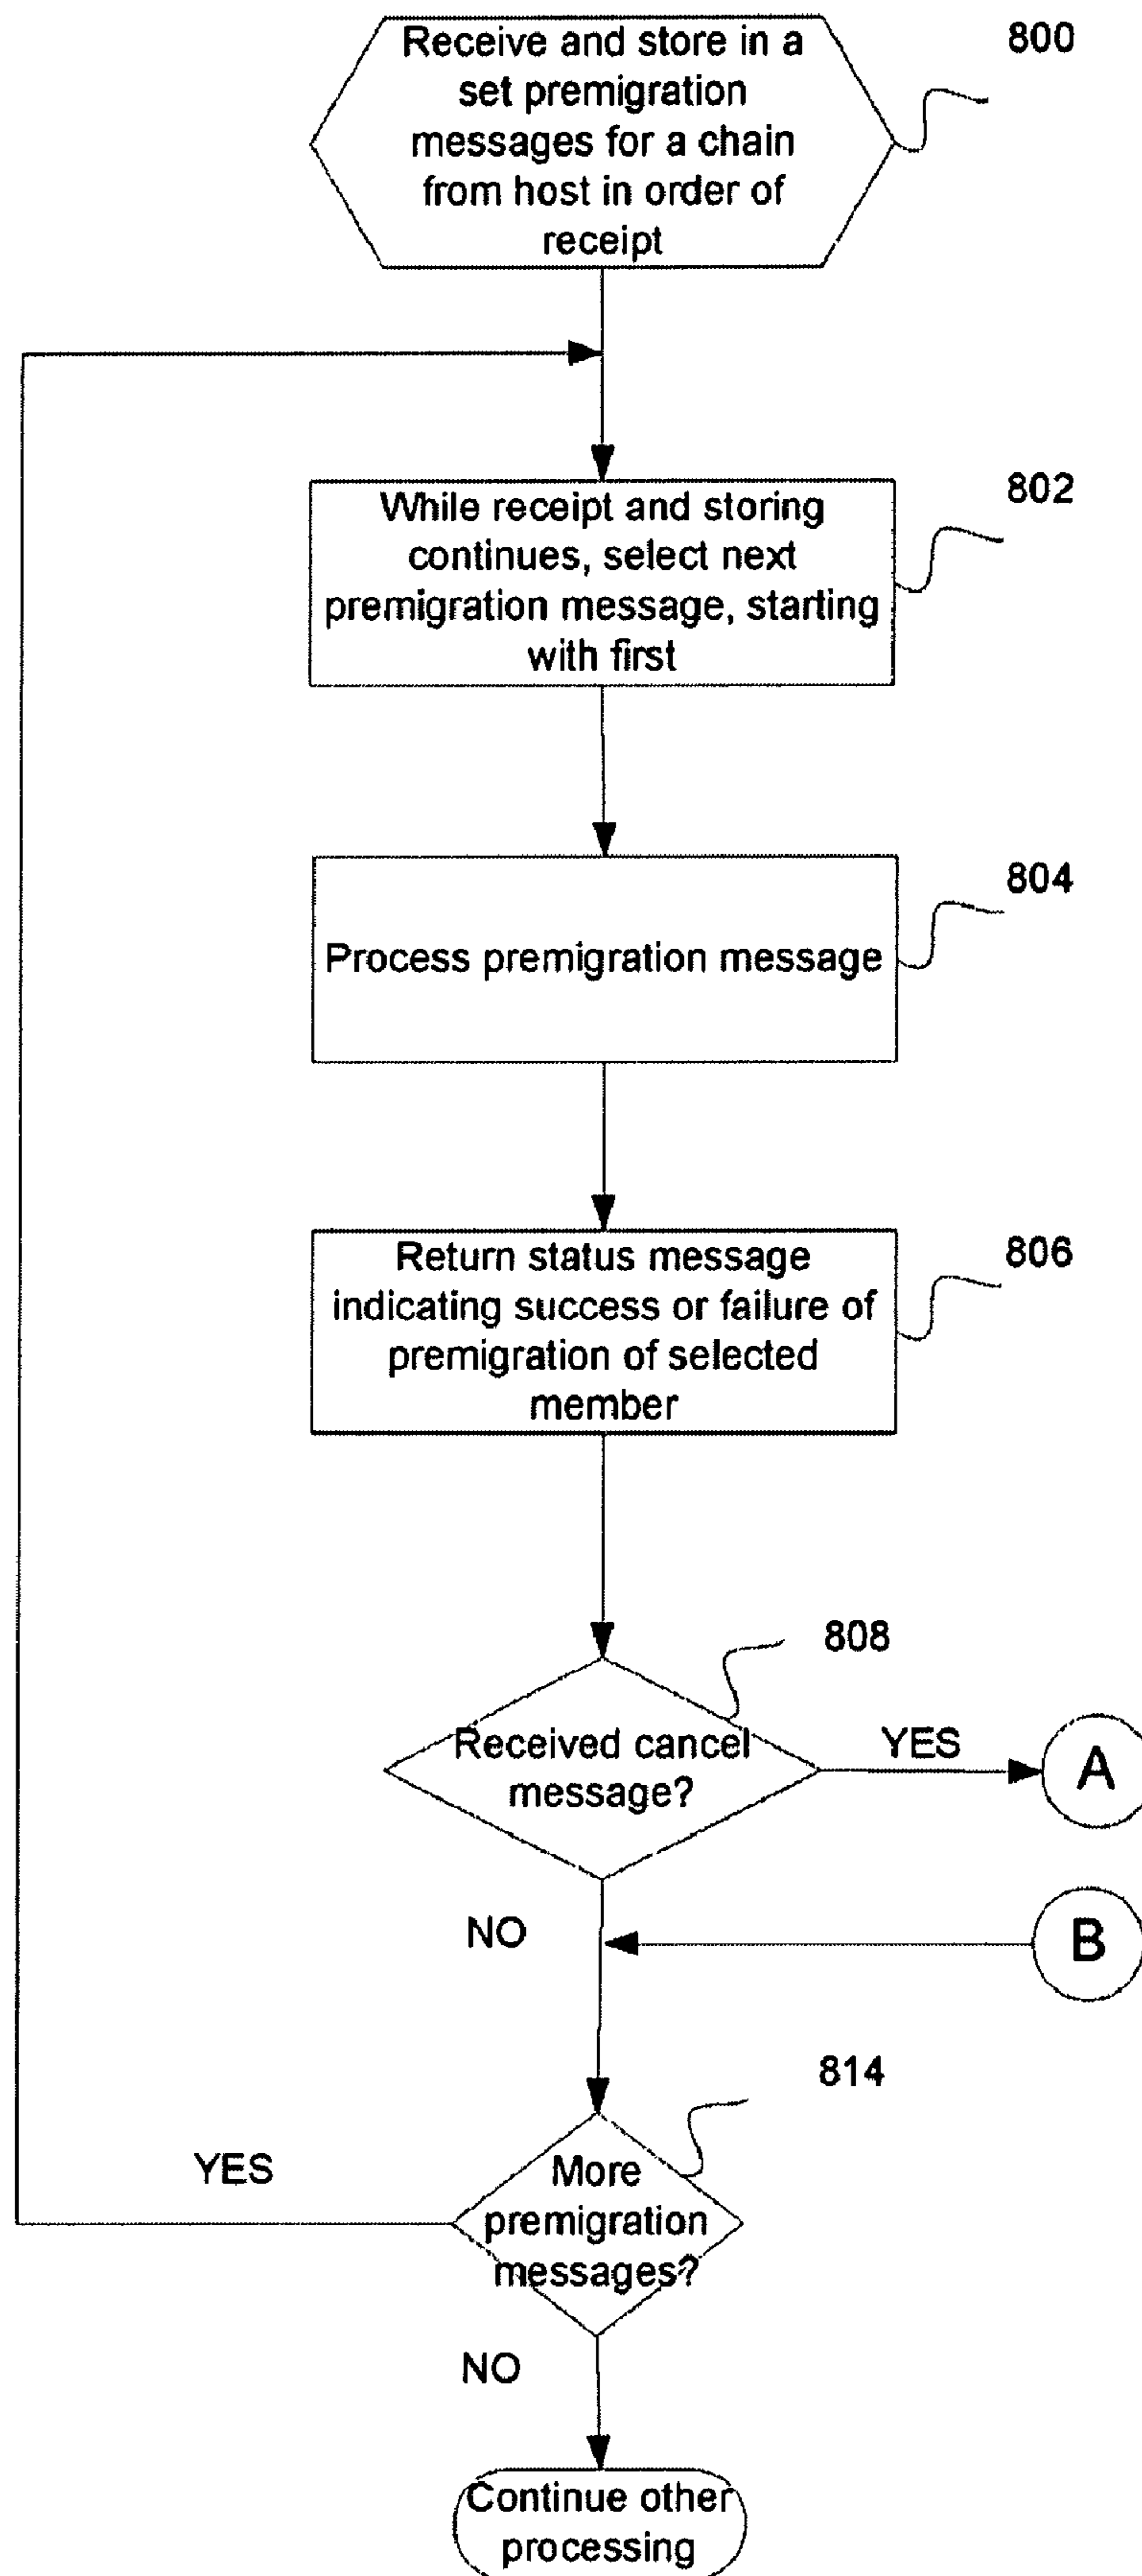 Receive and store in a
set premigration
messages for a chain
from host in order of
receipt
800
While receipt and storing
continues, select next
premigration message, starting
with first
802
Process premigration message
804
Return status message
indicating success or failure of
premigration of selected
member
806
808
Received cancel
message?
YES
A
NO
B
814
More
premigration
messages?
YES
NO
Continue other
processing